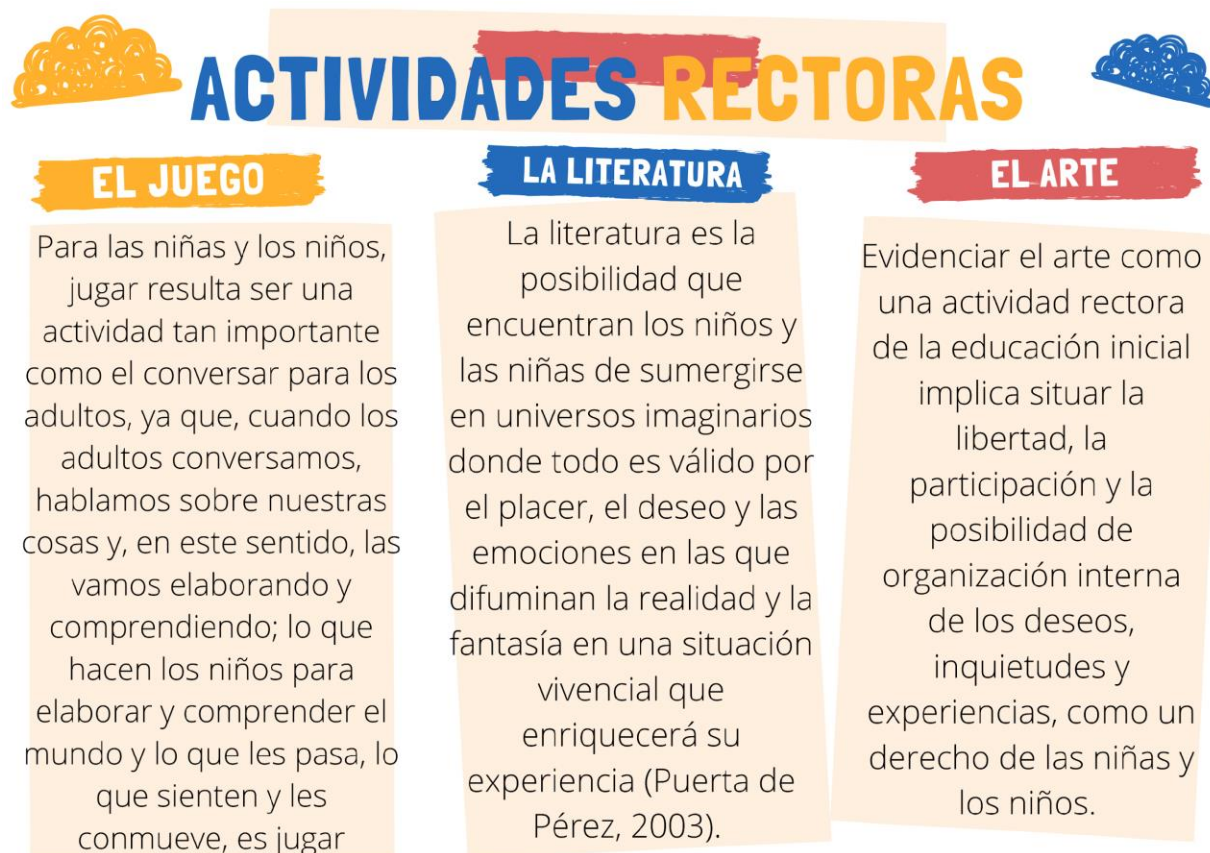 ACTIVIDADES RECTORAS
EL JUEGO
Para las niñas y los niños,
jugar resulta ser una
actividad tan importante
como el conversar para los
adultos, ya que, cuando los
adultos conversamos,
hablamos sobre nuestras
cosas y, en este sentido, las
vamos elaborando y
comprendiendo; lo que
hacen los niños para
elaborar y comprender el
mundo y lo que les pasa, lo
que sienten y les
conmueve, es jugar
LA LITERATURA
La literatura es la
posibilidad que
encuentran los niños y
las niñas de sumergirse
en universos imaginarios
donde todo es válido por
el placer, el deseo y las
emociones en las que
difuminan la realidad y la
fantasía en una situación
vivencial que
enriquecerá su
experiencia (Puerta de
Pérez, 2003).
EL ARTE
Evidenciar el arte como
una actividad rectora
de la educación inicial
implica situar la
libertad, la
participación y la
posibilidad de
organización interna
de los deseos,
inquietudes y
experiencias, como un
derecho de las niñas y
los niños.